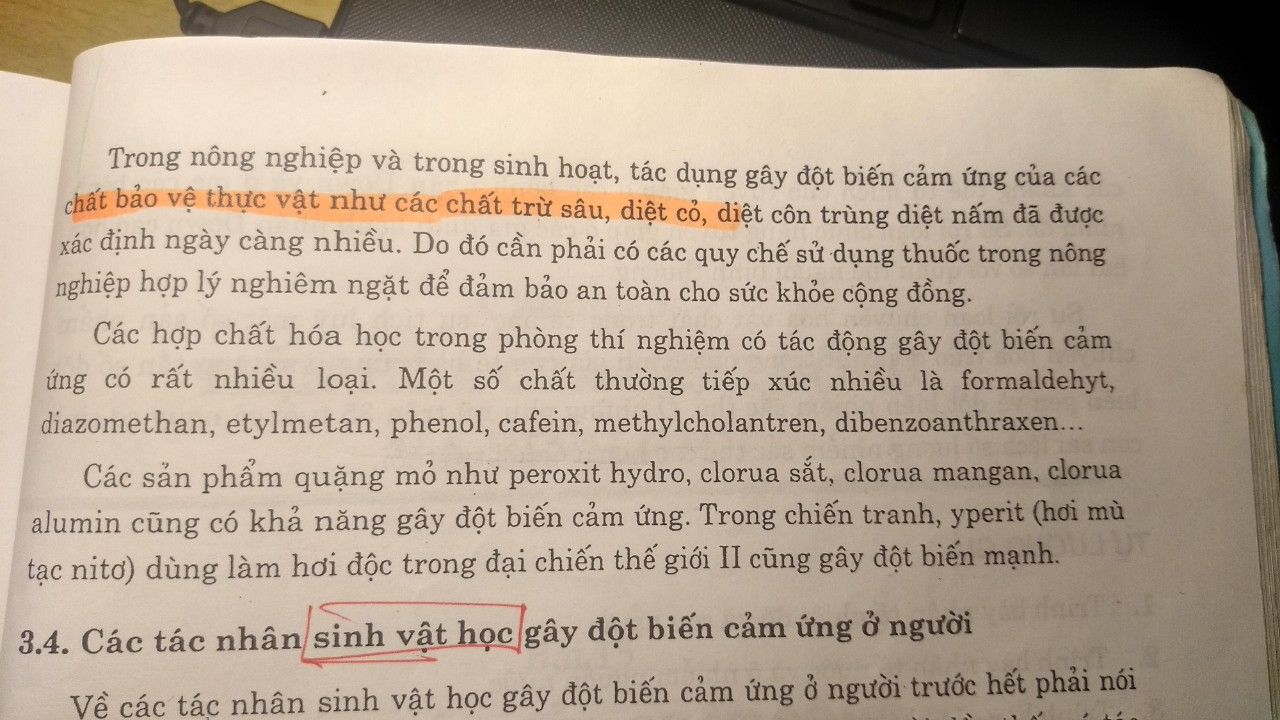 Trong nông nghiệp và trong sinh hoạt, tác dụng gây đột biến cảm ứng của các
chất bảo vệ thực vật như các chất trừ sâu, diệt cỏ, diệt côn trùng diệt nấm đã được
xác định ngày càng nhiều. Do đó cần phải có các quy chế sử dụng thuốc trong nông
nghiệp hợp lý nghiêm ngặt để đảm bảo an toàn cho sức khỏe cộng đồng.
Các hợp chất hóa học trong phòng thí nghiệm có tác động gây đột biến cảm
ứng có rất nhiều loại. Một số chất thường tiếp xúc nhiều là formaldehyt,
diazomethan, etylmetan, phenol, cafein, methylcholantren, dibenzoanthraxen...
Các sản phẩm quặng mỏ như peroxit hydro, clorua sắt, clorua mangan, clorua
alumin cũng có khả năng gây đột biến cảm ứng. Trong chiến tranh, yperit (hơi mù
tạc nitơ) dùng làm hơi độc trong đại chiến thế giới II cũng gây đột biến mạnh.
3.4. Các tác nhân sinh vật học gây đột biến cảm ứng ở người
Về các tác nhân sinh vật học gây đột biến cảm ứng ở người trước hết phải nói